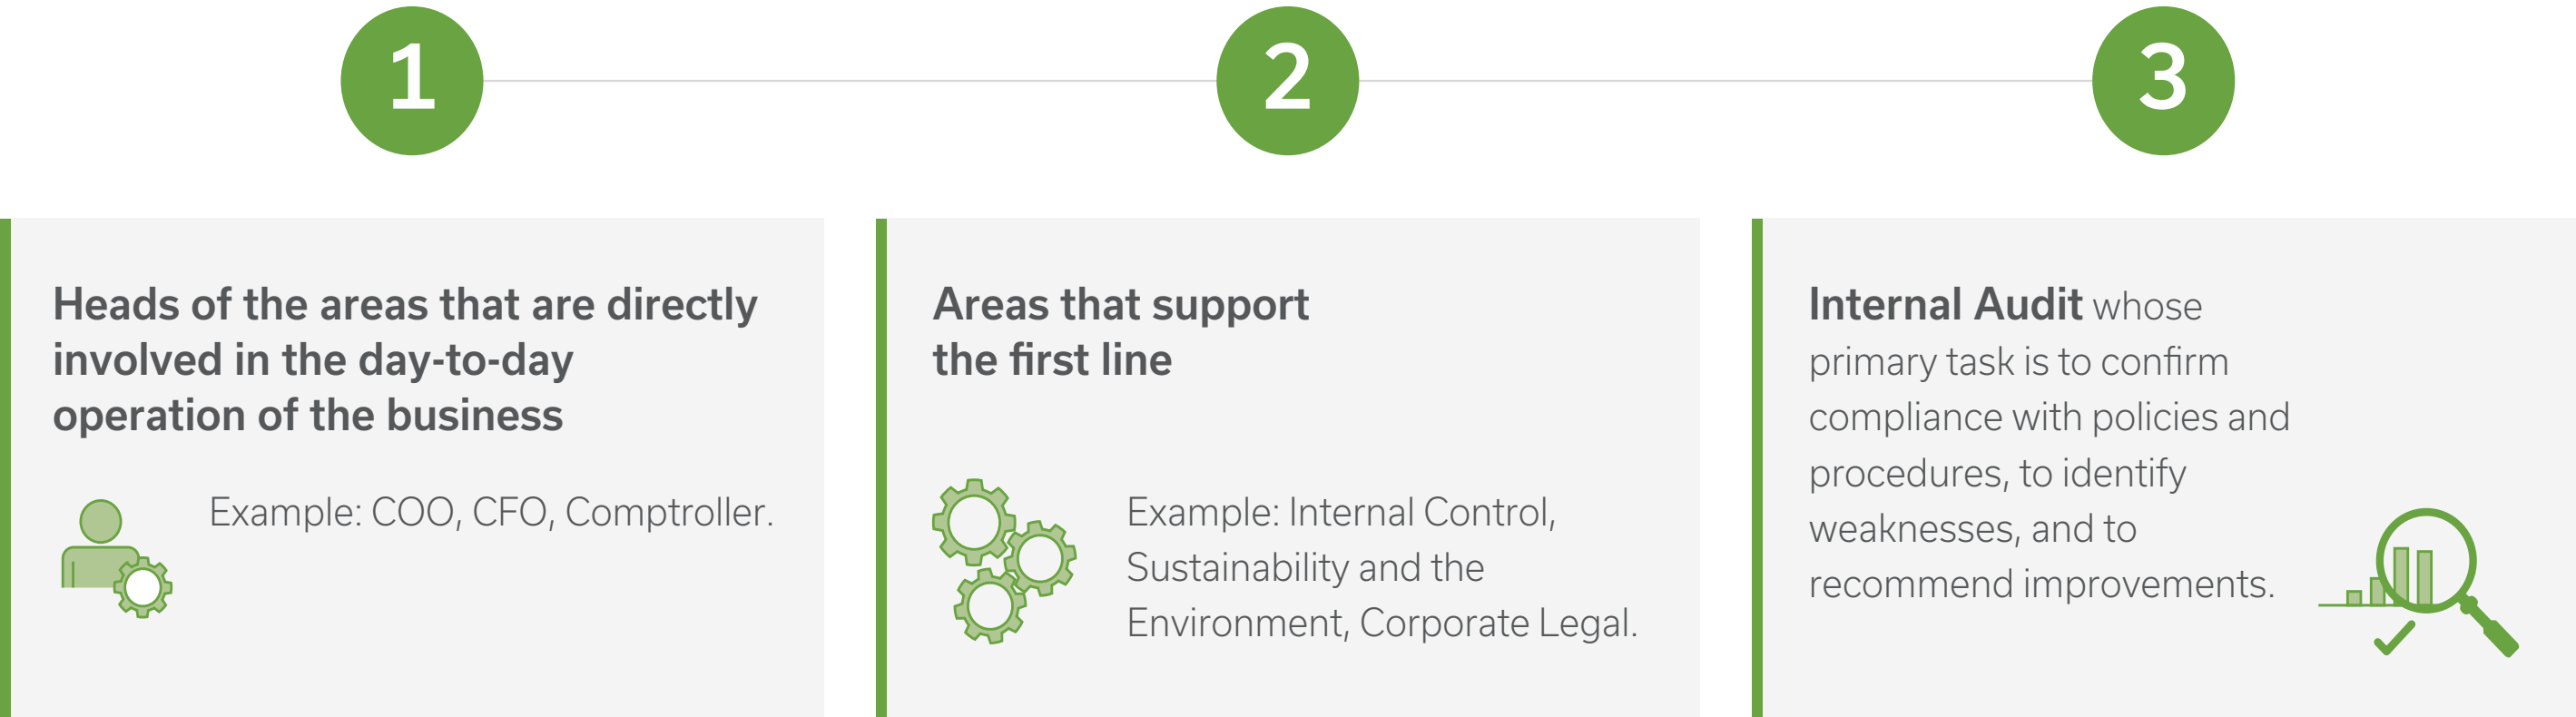 1
2
3
Heads of the areas that are directly
involved in the day-to-day
operation of the business
Example: COO, CFO, Comptroller.
Areas that support
the first line
Example: Internal Control,
Sustainability and the
Environment, Corporate Legal.
Internal Audit whose
primary task is to confirm
compliance with policies and
procedures, to identify
weaknesses, and to
recommend improvements.